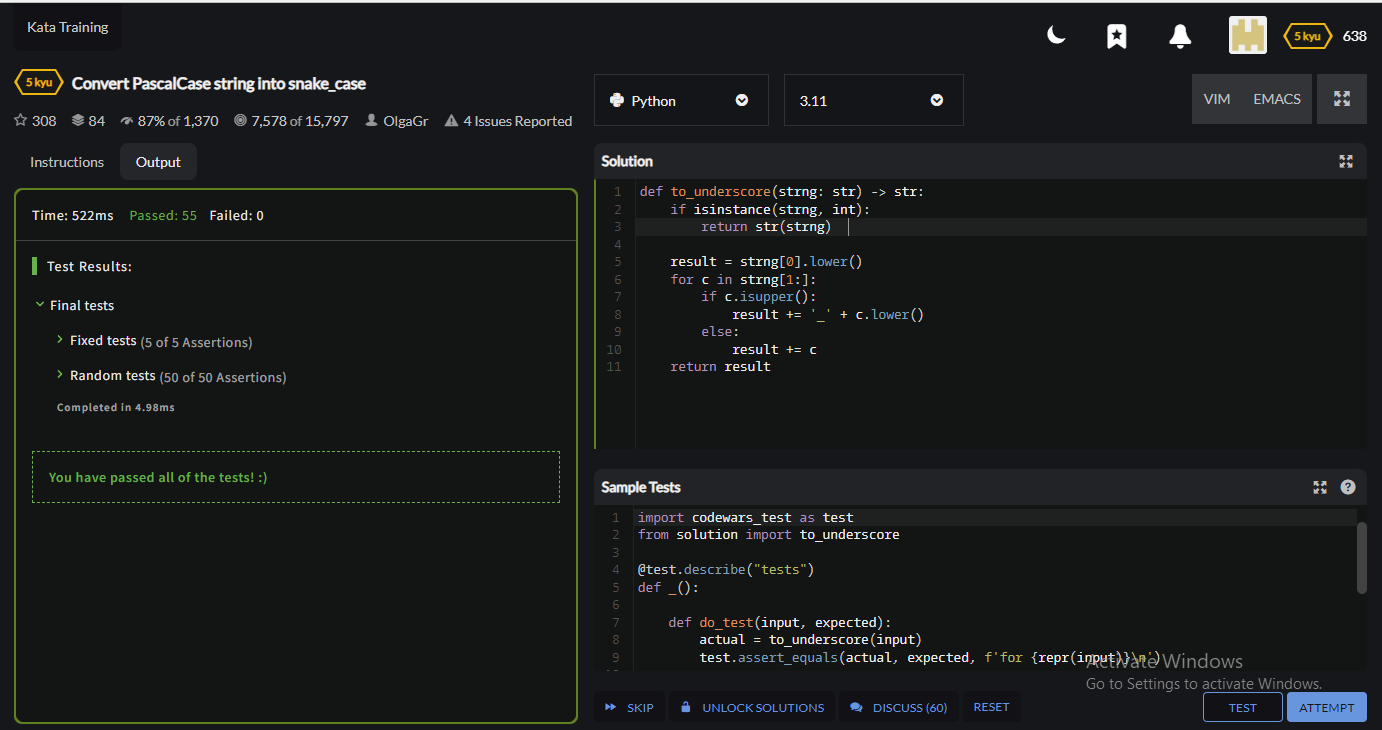 Kata Training
5 kyu 638
5 kyu Convert PascalCase string into snake_case
308 84 87% of 1,370 7,578 of 15,797 OlgaGr 4 Issues Reported
Python
3.11
VIM EMACS
Instructions Output
Time: 522ms Passed: 55 Failed: 0
Test Results:
Final tests
Fixed tests (5 of 5 Assertions)
Random tests (50 of 50 Assertions)
Completed in 4.98ms
You have passed all of the tests! :)
Solution
1 def to_underscore(strng: str) -> str:
2     if isinstance(strng, int):
3         return str(strng)
4
5     result = strng[0].lower()
6     for c in strng[1:]:
7         if c.isupper():
8             result += '_' + c.lower()
9         else:
10             result += c
11     return result
Sample Tests
1 import codewars_test as test
2 from solution import to_underscore
3
4 @test.describe("tests")
5 def _():
6
7     def do_test(input, expected):
8         actual = to_underscore(input)
9         test.assert_equals(actual, expected, f'for {repr(input)}\n')
Activate Windows
Go to Settings to activate Windows.
SKIP UNLOCK SOLUTIONS DISCUSS (60) RESET TEST ATTEMPT